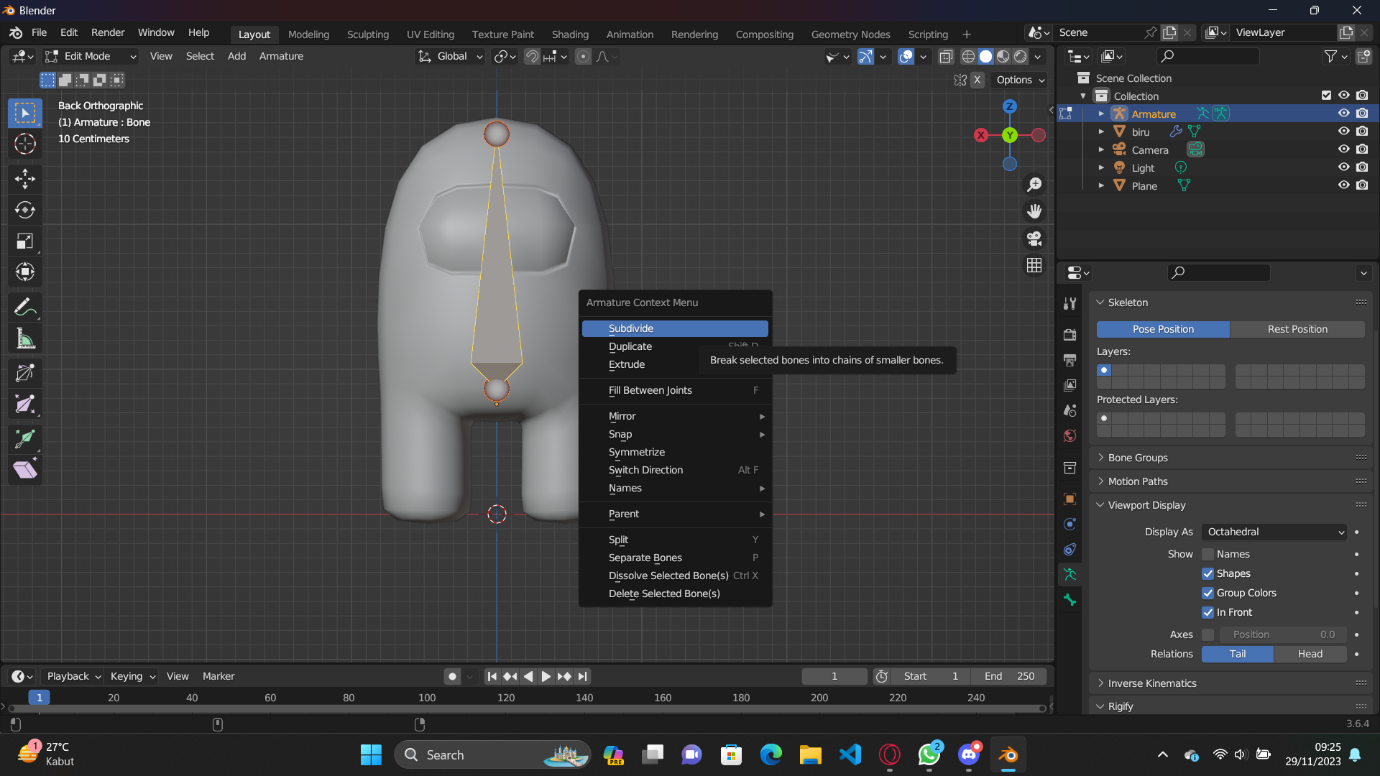 Blender
File Edit Render Window Help Layout Modeling Sculpting UV Editing Texture Paint Shading Animation Rendering Compositing Geometry Nodes Scripting + Scene ViewLayer
Edit Mode View Select Add Armature Global
X Options
Back Orthographic
(1) Armature : Bone
10 Centimeters
Z
X Y
Armature Context Menu
Subdivide
Duplicate Shift D
Break selected bones into chains of smaller bones.
Extrude
Fill Between Joints F
Mirror
Snap
Symmetrize
Switch Direction Alt F
Names
Parent
Split Y
Separate Bones P
Dissolve Selected Bone(s) Ctrl X
Delete Selected Bone(s)
Scene Collection
Collection
Armature
biru
Camera
Light
Plane
Skeleton
Pose Position Rest Position
Layers:
Protected Layers:
Bone Groups
Motion Paths
Viewport Display
Display As Octahedral
Show Names
Shapes
Group Colors
In Front
Axes Position 0.0
Relations Tail Head
Inverse Kinematics
Rigify
Playback Keying View Marker 1 Start 1 End 250
1 20 40 60 80 100 120 140 160 180 200 220 240
3.6.4
1 27°C
Kabut
Search
PRE
2
09:25
29/11/2023